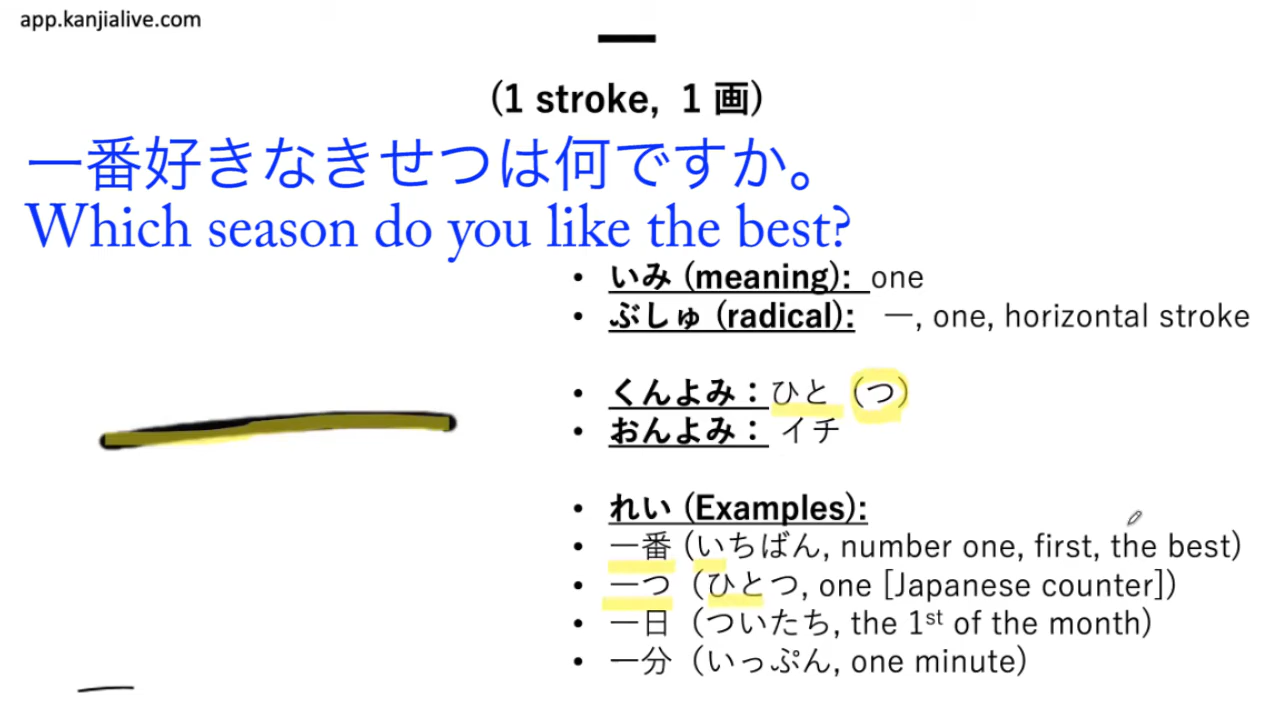 app.kanjialive.com
一
(1 stroke, 1 画)
一番好きなきせつは何ですか。
Which season do you like the best?
• いみ (meaning): one
• ぶしゅ (radical): 一, one, horizontal stroke
• くんよみ：ひと（つ）
• おんよみ： イチ
• れい (Examples):
• 一番 (いちばん, number one, first, the best)
• 一つ（ひとつ, one [Japanese counter])
• 一日（ついたち, the 1st of the month)
• 一分（いっぷん, one minute)
一
一